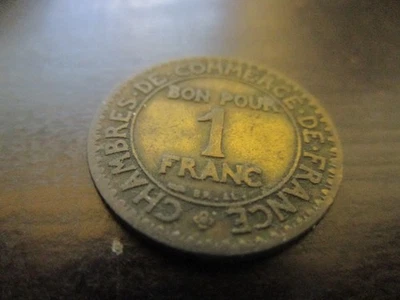 CHAMBRES·DE·COMMERCE·DE·FRANCE
BON POUR
1
FRANC